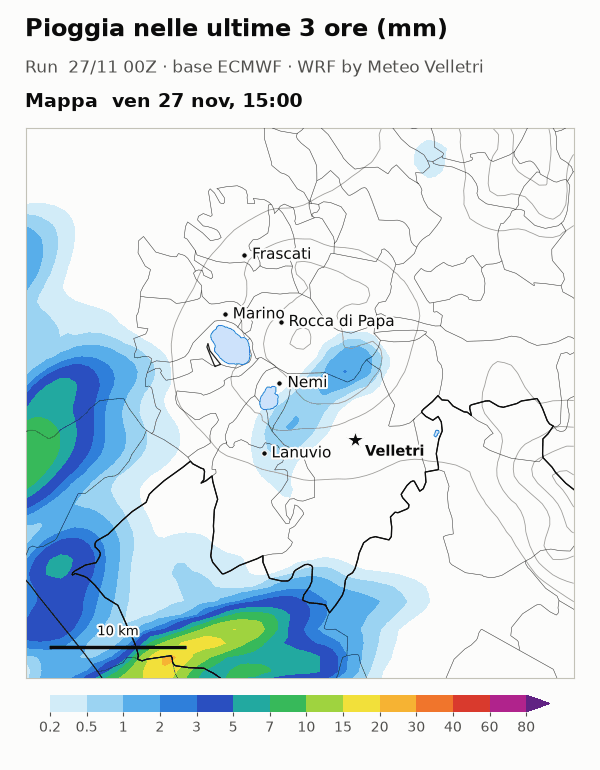 Pioggia nelle ultime 3 ore (mm)
Run  27/11 00Z · base ECMWF · WRF by Meteo Velletri
Mappa  ven 27 nov, 15:00
Frascati
Marino
Rocca di Papa
Nemi
Velletri
Lanuvio
10 km
0.2 0.5 1 2 3 5 7 10 15 20 30 40 60 80